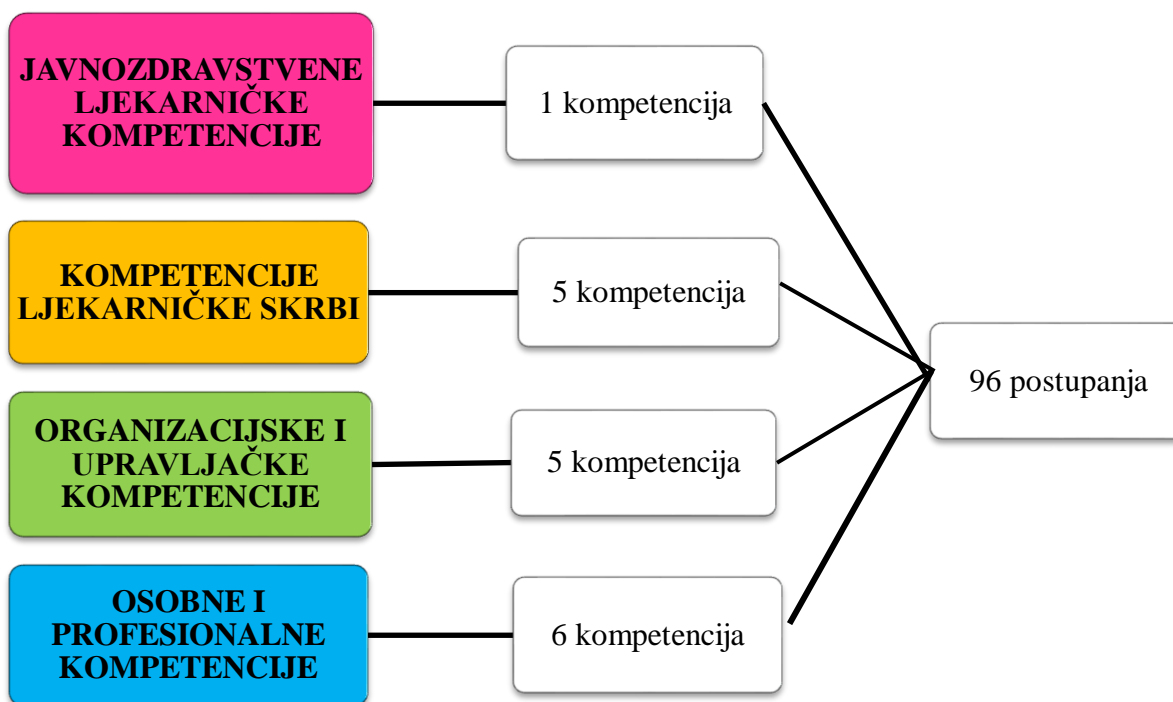 JAVNOZDRAVSTVENE
LJEKARNIČKE
KOMPETENCIJE
1 kompetencija
KOMPETENCIJE
LJEKARNIČKE SKRBI
5 kompetencija
96 postupanja
ORGANIZACIJSKE I
UPRAVLJAČKE
KOMPETENCIJE
5 kompetencija
OSOBNE I
PROFESIONALNE
KOMPETENCIJE
6 kompetencija